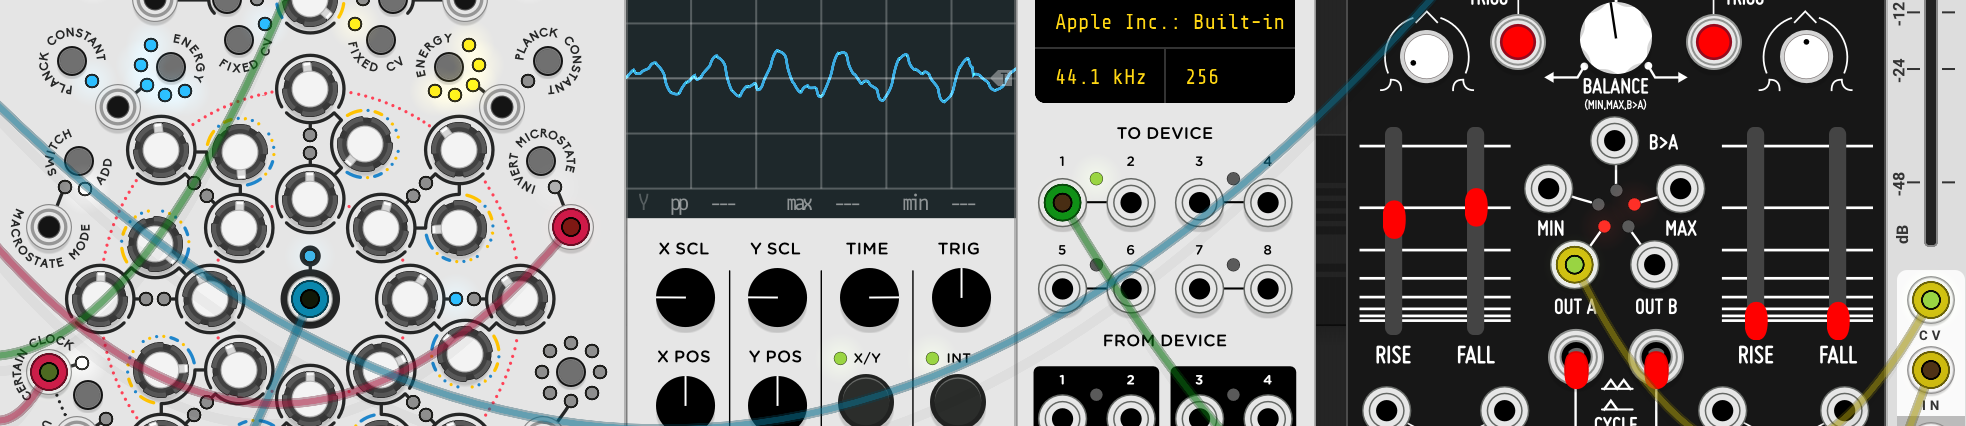 PLANCK CONSTANT
ENERGY
FIXED CV
FIXED CV
ENERGY
PLANCK CONSTANT
SWITCH
ADD
MACROSTATE MODE
INVERT MICROSTATE
CERTAIN CLOCK
Y pp --- max --- min ---
X SCL Y SCL TIME TRIG
X POS Y POS X/Y INT
Apple Inc.: Built-in
44.1 kHz 256
TO DEVICE
1 2 3 4
5 6 7 8
FROM DEVICE
1 2 3 4
BALANCE
(MIN,MAX,B>A)
B>A
MIN MAX
OUT A OUT B
RISE FALL
RISE FALL
CYCLE
-12
-24
-48
dB
CV
IN